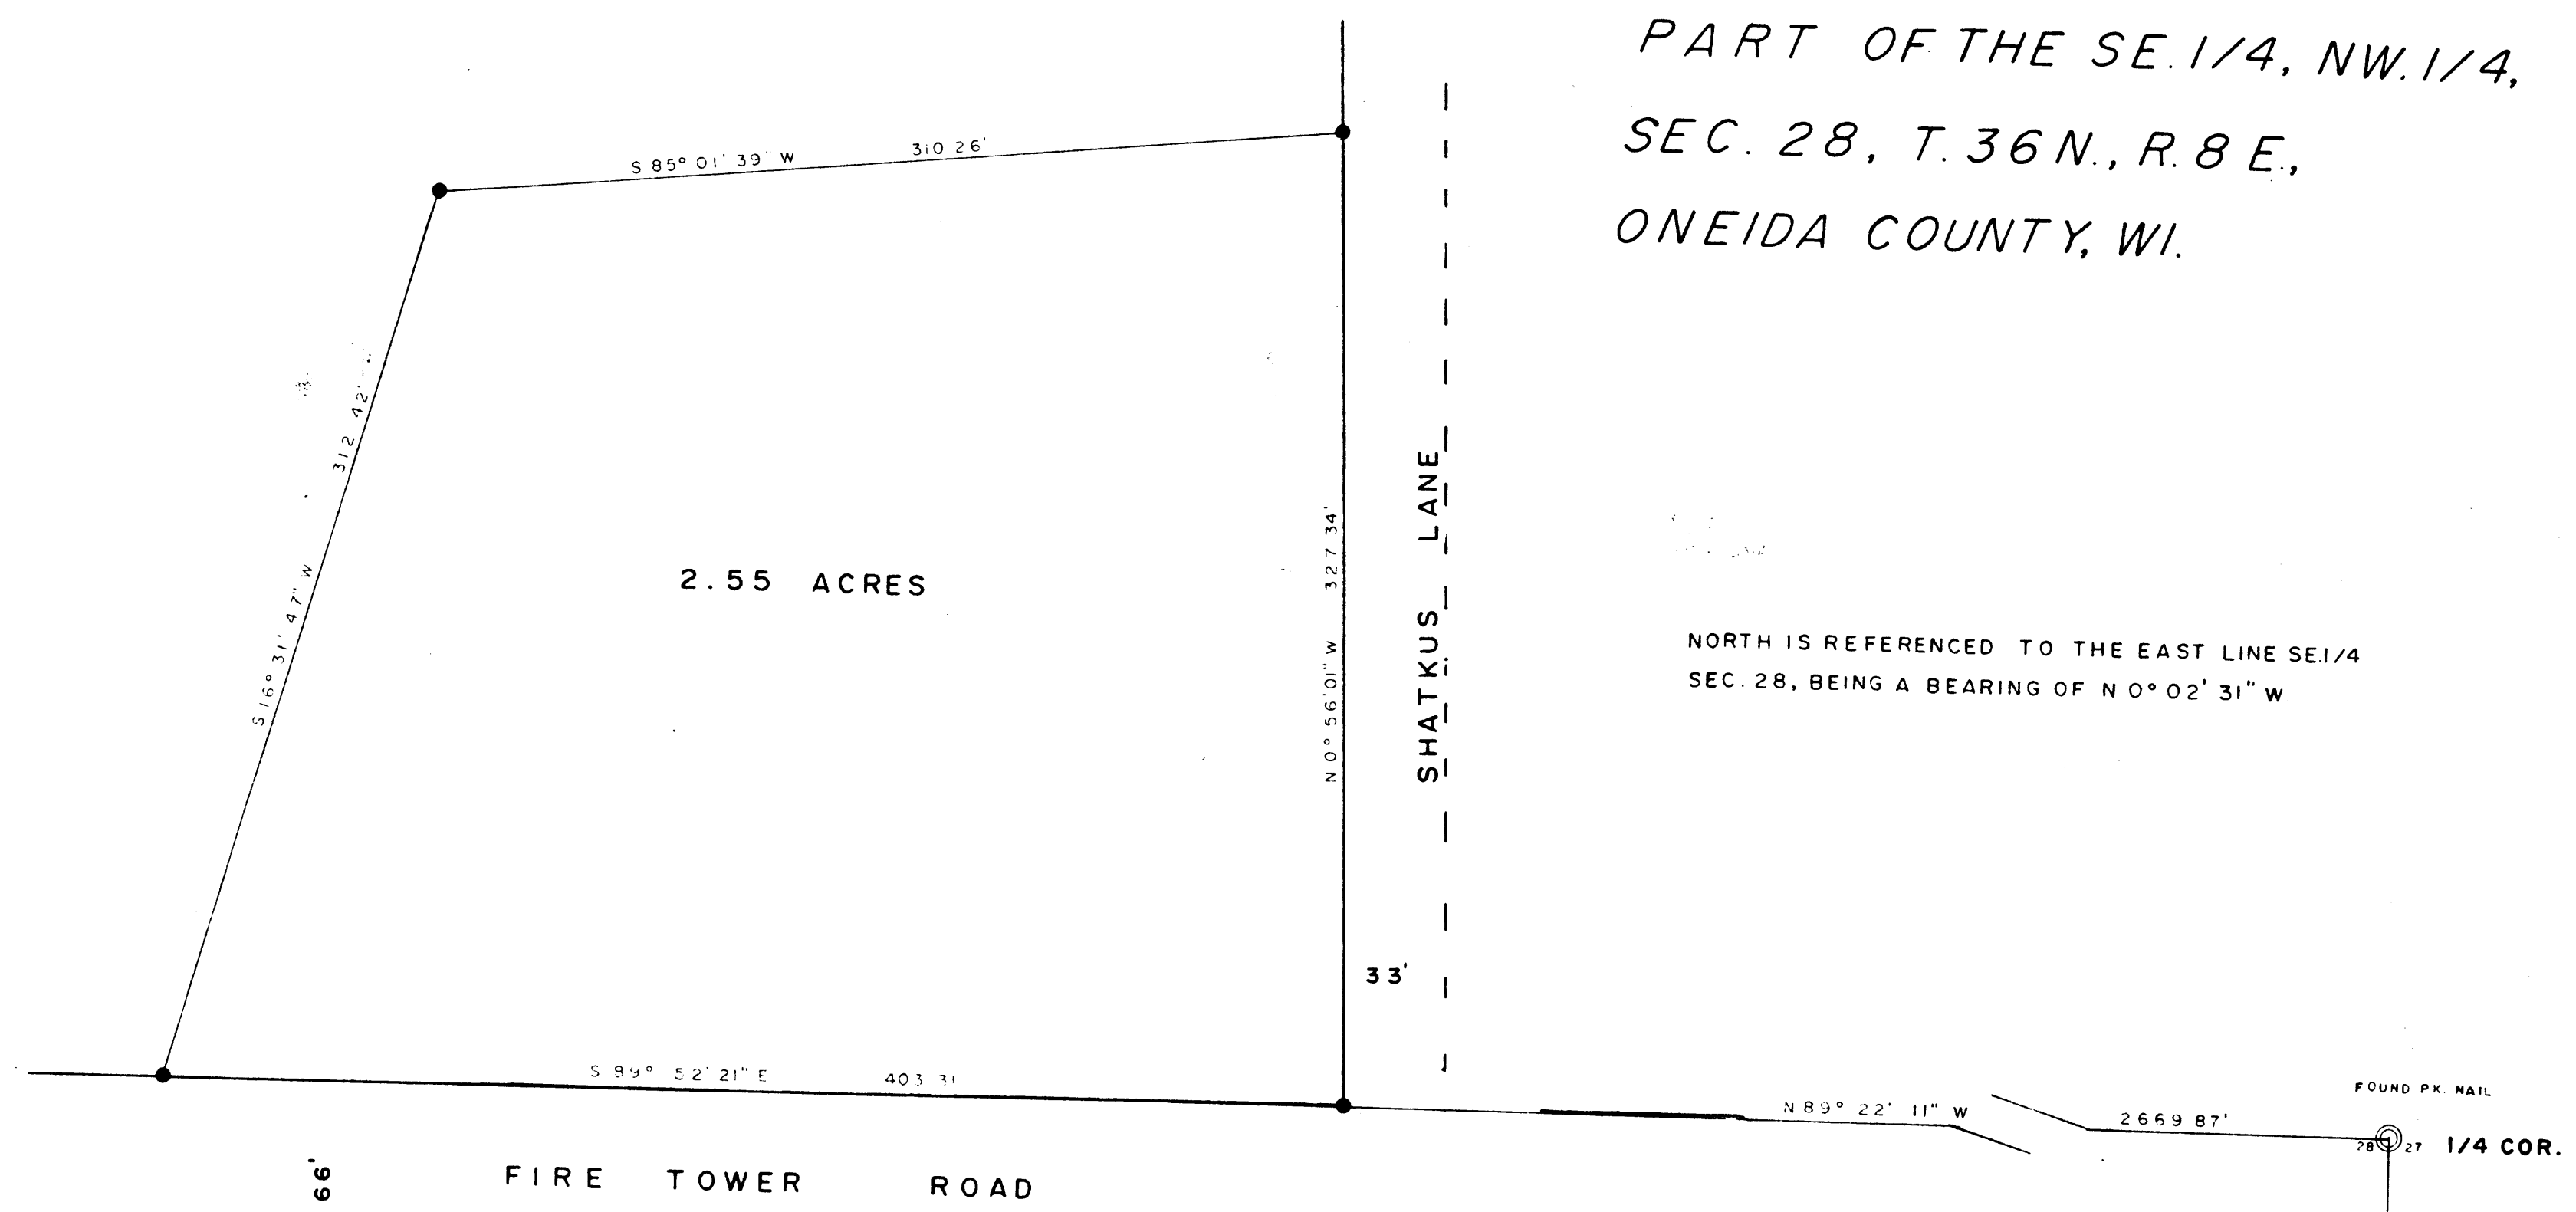 PART OF THE SE. 1/4, NW. 1/4,
SEC. 28, T. 36 N., R. 8 E.,
ONEIDA COUNTY, WI.
S 85° 01' 39" W 310 26'
312 42'
S 16° 31' 47" W
2.55 ACRES
N 0° 56' 01" W 327 34'
SHATKUS LANE
NORTH IS REFERENCED TO THE EAST LINE SE.1/4
SEC. 28, BEING A BEARING OF N 0° 02' 31" W
33'
S 89° 52' 21" E 403 31
N 89° 22' 11" W
2669 87'
FOUND PK. NAIL
28 27 1/4 COR.
66'
FIRE TOWER ROAD